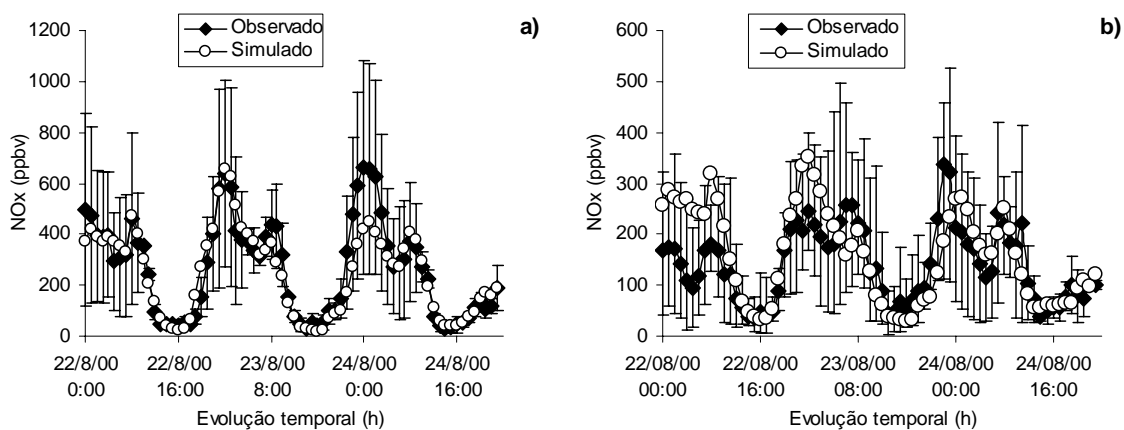 a)
Observado
Simulado
NOx (ppbv)
1200
1000
800
600
400
200
0
22/8/00 22/8/00 23/8/00 24/8/00 24/8/00
0:00 16:00 8:00 0:00 16:00
Evolução temporal (h)
b)
Observado
Simulado
NOx (ppbv)
600
500
400
300
200
100
0
22/08/00 22/08/00 23/08/00 24/08/00 24/08/00
00:00 16:00 08:00 00:00 16:00
Evolução temporal (h)